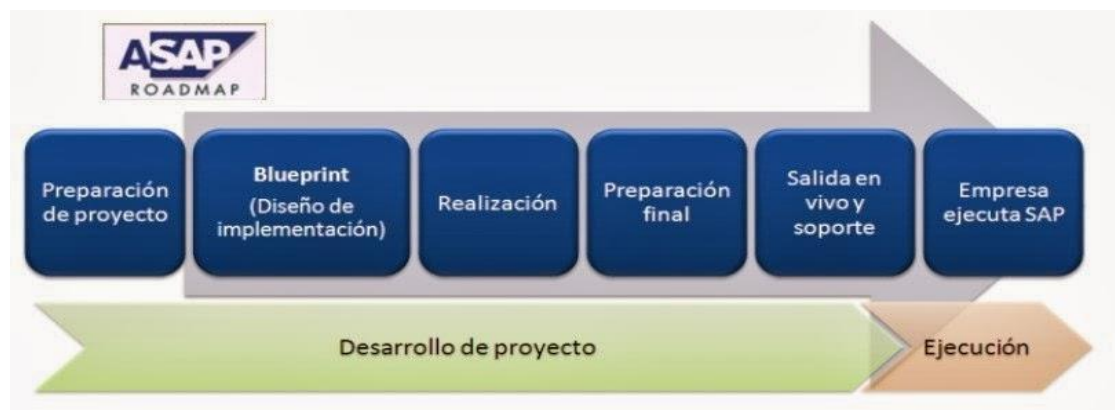 ASAP
ROADMAP
Preparación
de proyecto
Blueprint
(Diseño de
implementación)
Realización
Preparación
final
Salida en
vivo y
soporte
Empresa
ejecuta SAP
Desarrollo de proyecto
Ejecución